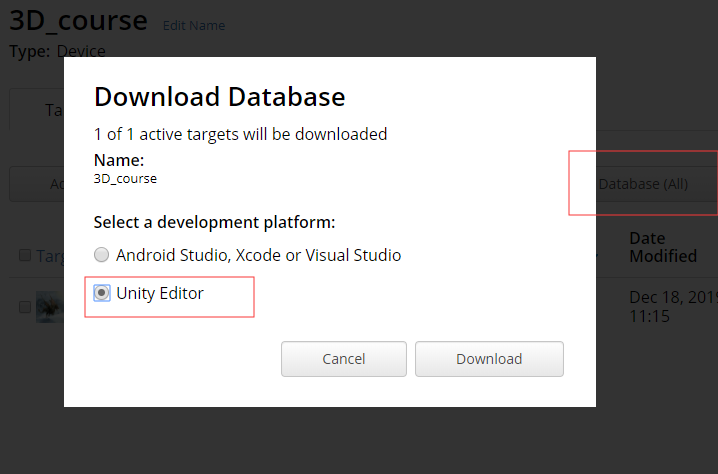 3D_course Edit Name
Type: Device
Ta
Download Database
1 of 1 active targets will be downloaded
Name:
3D_course
Ad
Database (All)
Select a development platform:
Android Studio, Xcode or Visual Studio
Targ
Date
Modified
Unity Editor
Dec 18, 2019
11:15
Cancel
Download